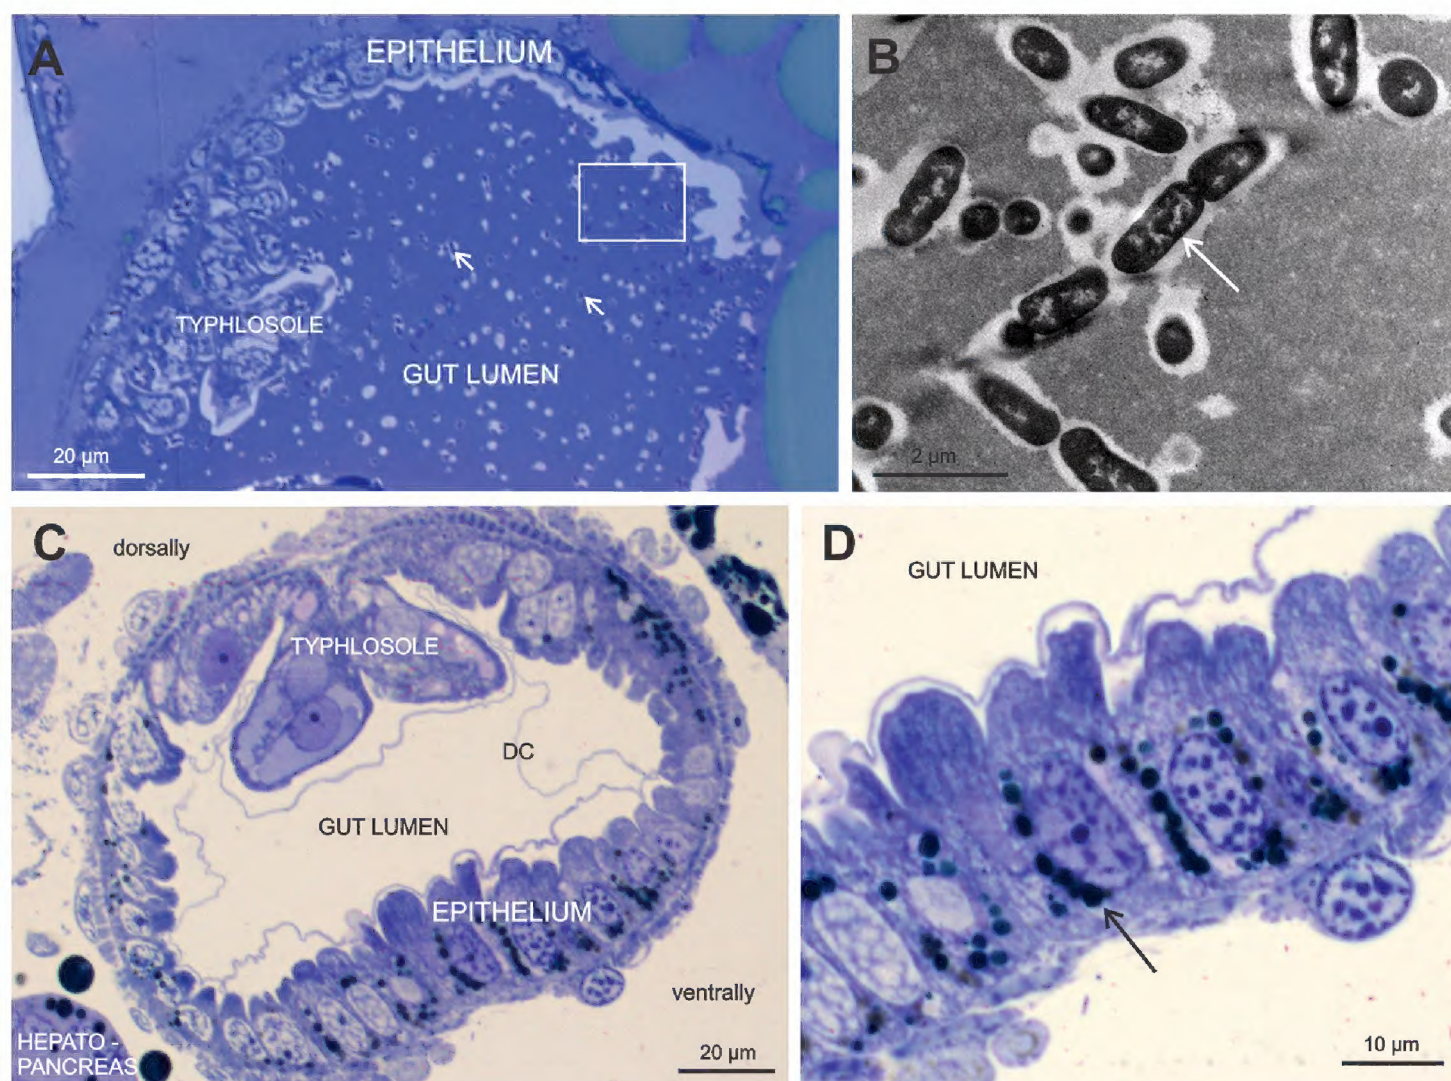 A
EPITHELIUM
TYPHLOSOLE
GUT LUMEN
20 µm
B
2 µm
C
dorsally
TYPHLOSOLE
DC
GUT LUMEN
EPITHELIUM
ventrally
HEPATO -
PANCREAS
20 µm
D
GUT LUMEN
10 µm